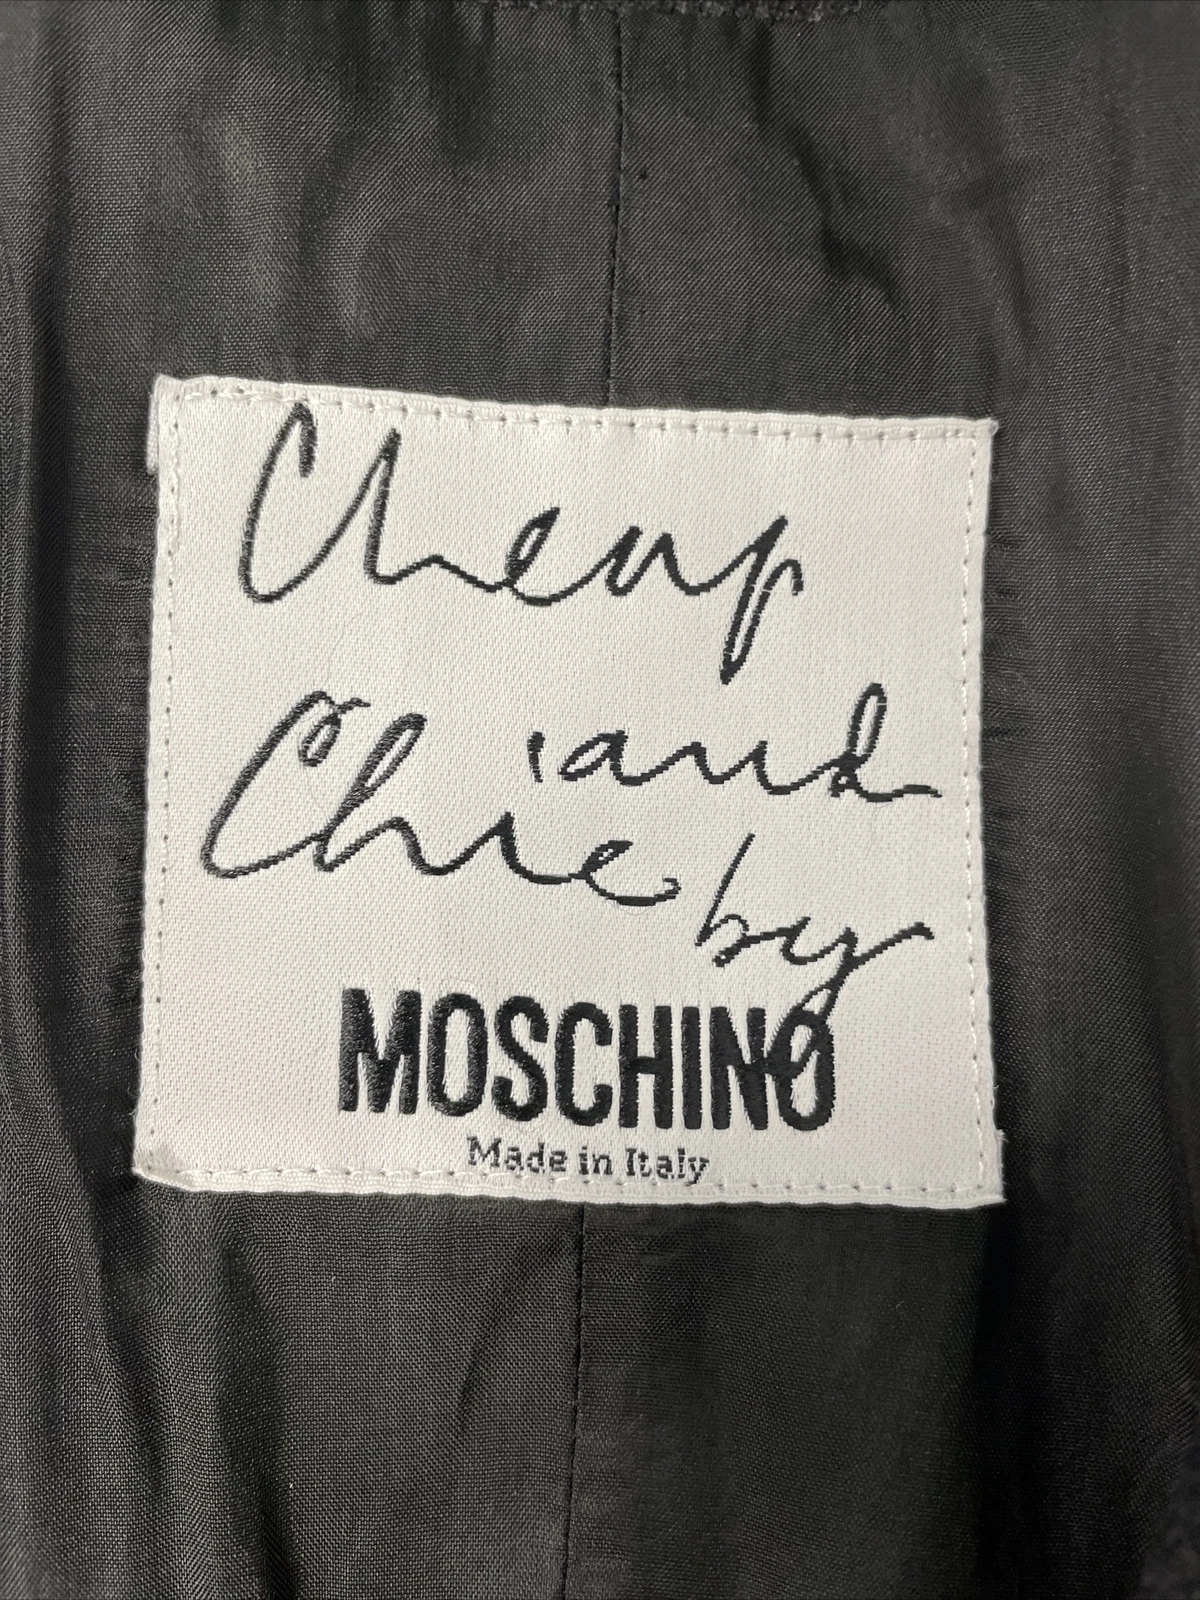 Cheap
and
Chic by
MOSCHINO
Made in Italy